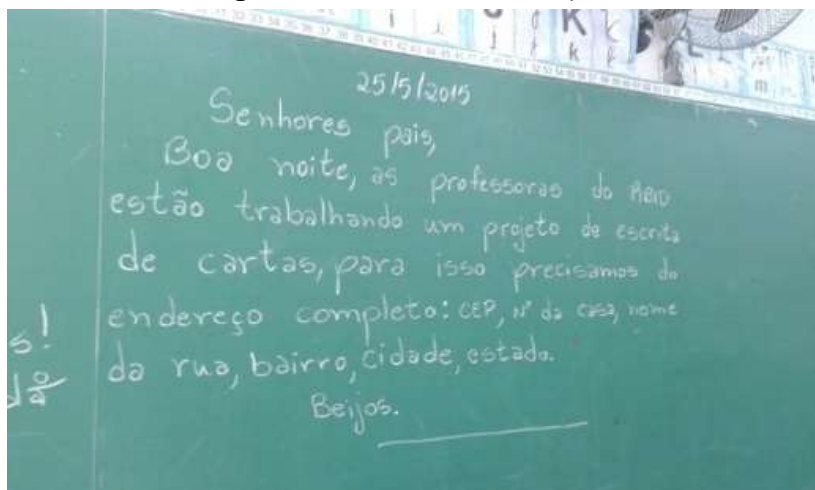 25/5/2015
Senhores pais,
Boa noite, as professoras do PIBID
estão trabalhando um projeto de escrita
de cartas, para isso precisamos do
endereço completo: CEP, Nº da casa, nome
da rua, bairro, cidade, estado.
Beijos.
s!